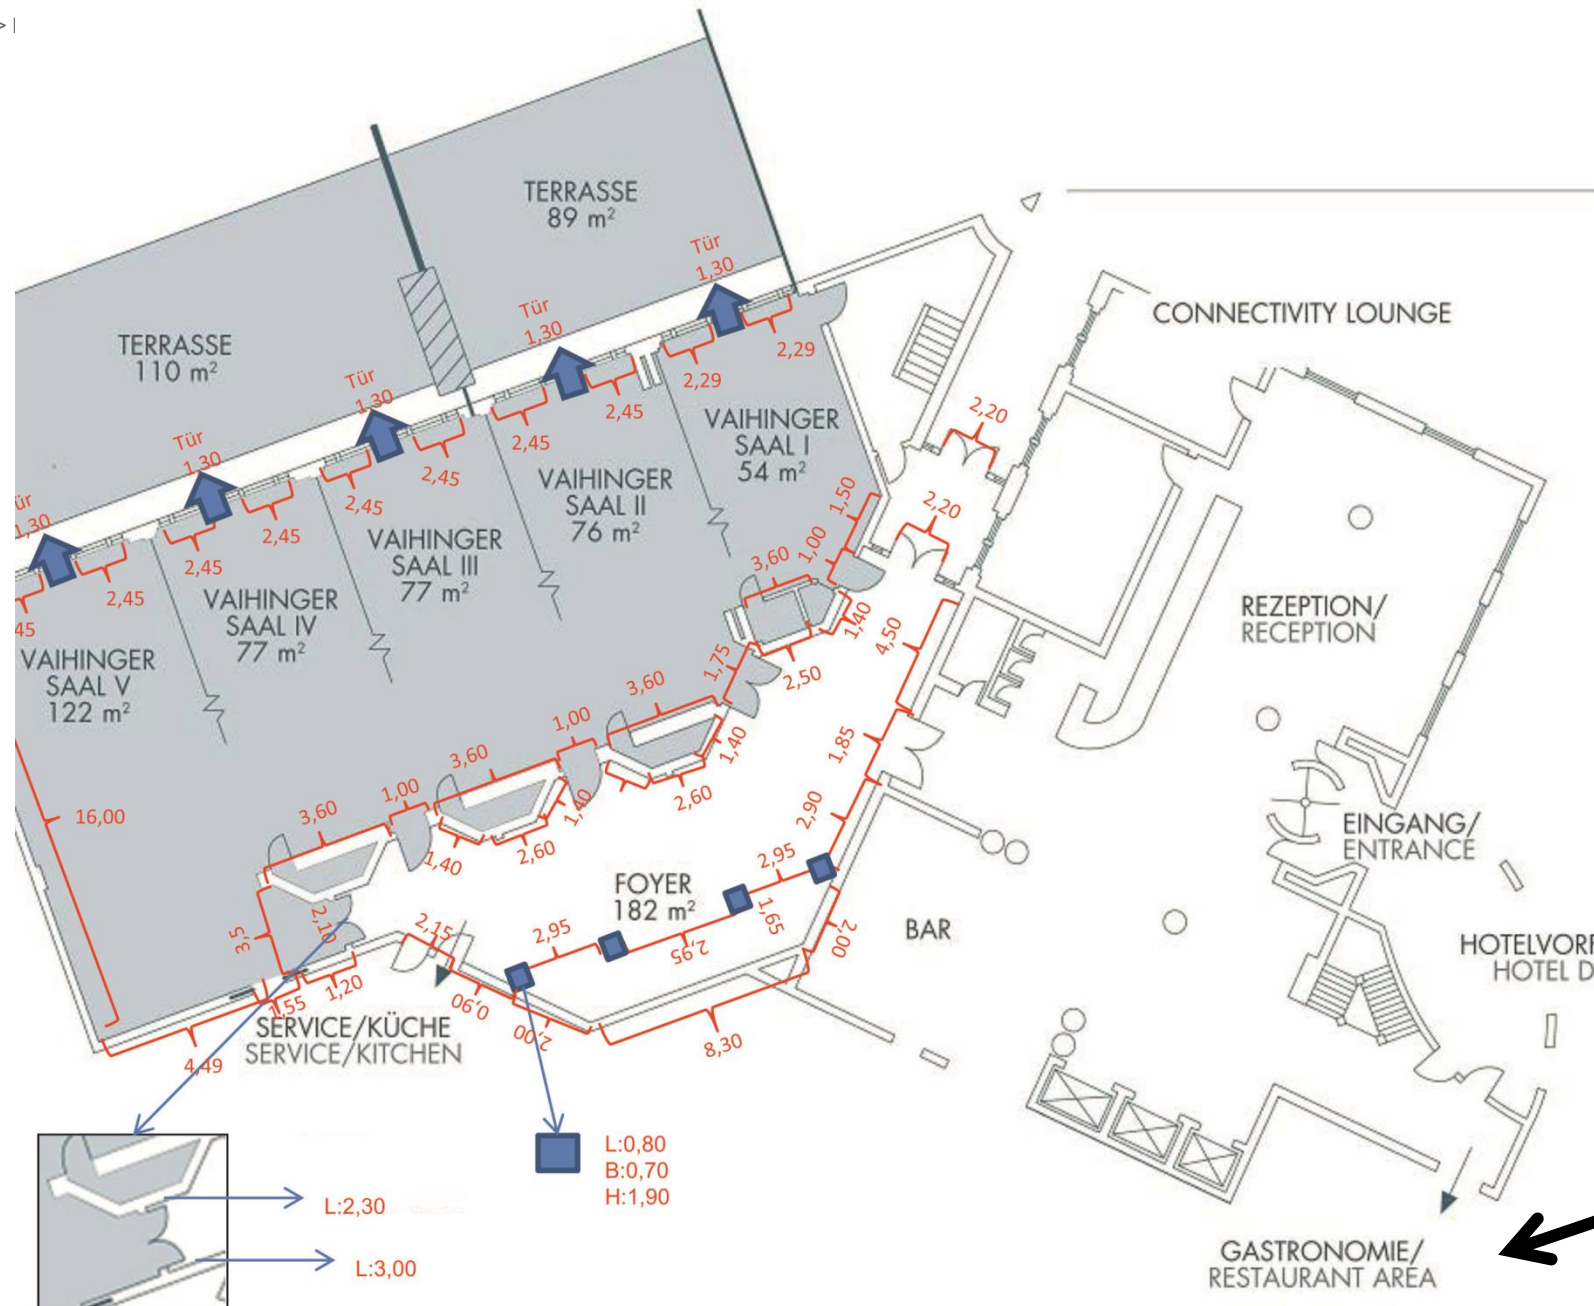 > |
TERRASSE
89 m²
Tür
1,30
TERRASSE
110 m²
Tür
1,30
Tür
1,30
Tür
1,30
ür
1,30
CONNECTIVITY LOUNGE
2,29
2,29
2,45
2,45
2,45
2,45
2,45
2,45
2,45
45
2,20
2,20
VAIHINGER
SAAL I
54 m²
VAIHINGER
SAAL II
76 m²
VAIHINGER
SAAL III
77 m²
VAIHINGER
SAAL IV
77 m²
VAIHINGER
SAAL V
122 m²
1,50
1,00
3,60
1,40
4,50
2,50
1,75
3,60
1,00
1,40
2,60
1,85
3,60
1,00
1,40
1,40
2,60
3,60
16,00
2,90
2,95
1,65
2,00
2,95
2,95
2,15
2,10
3,5
1,20
1,55
4,49
0,90
2,00
8,30
REZEPTION/
RECEPTION
EINGANG/
ENTRANCE
FOYER
182 m²
BAR
HOTELVORF
HOTEL D
SERVICE/KÜCHE
SERVICE/KITCHEN
L:0,80
B:0,70
H:1,90
L:2,30
L:3,00
GASTRONOMIE/
RESTAURANT AREA